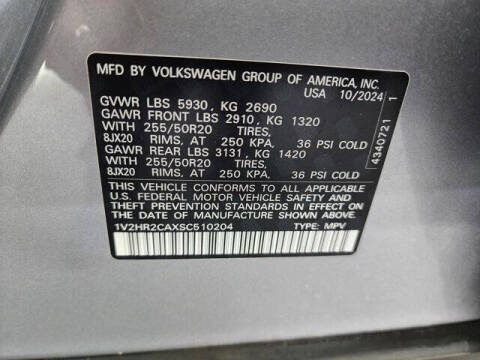 MFD. BY VOLKSWAGEN GROUP OF AMERICA, INC.
USA 10/2024
GVWR LBS 5930, KG 2690
GAWR FRONT LBS 2910, KG 1320
WITH 255/50R20 TIRES,
8JX20 RIMS, AT 250 KPA, 36 PSI COLD
GAWR REAR LBS 3131, KG 1420
WITH 255/50R20 TIRES,
8JX20 RIMS, AT 250 KPA, 36 PSI COLD
THIS VEHICLE CONFORMS TO ALL APPLICABLE
U.S. FEDERAL MOTOR VEHICLE SAFETY/
THEFT PREVENTION STANDARDS IN EFFECT ON THE
DATE OF MANUFACTURE SHOWN ABOVE.
1V2HR2CAXSC510204 TYPE: MPV
4340721 1